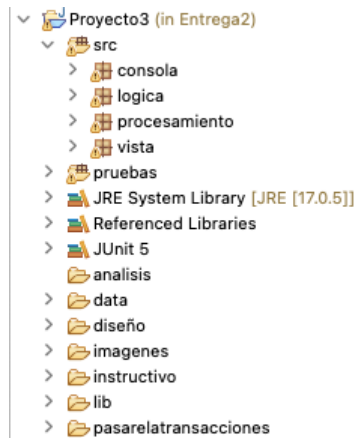 Proyecto3 (in Entrega2)
src
consola
logica
procesamiento
vista
pruebas
JRE System Library [JRE [17.0.5]]
Referenced Libraries
JUnit 5
analisis
data
diseño
imagenes
instructivo
lib
pasarelatransacciones